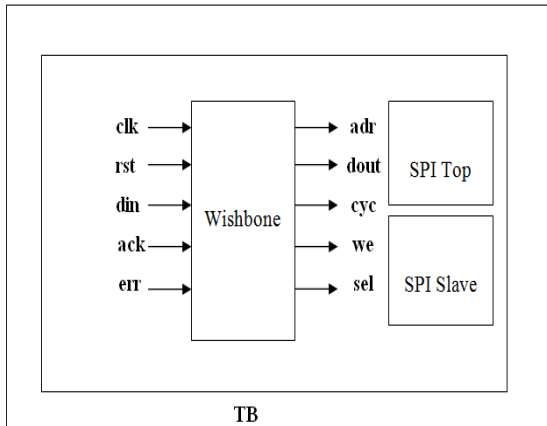 clk
adr
rst
dout
SPI Top
din
cyc
Wishbone
ack
we
err
sel
SPI Slave
TB